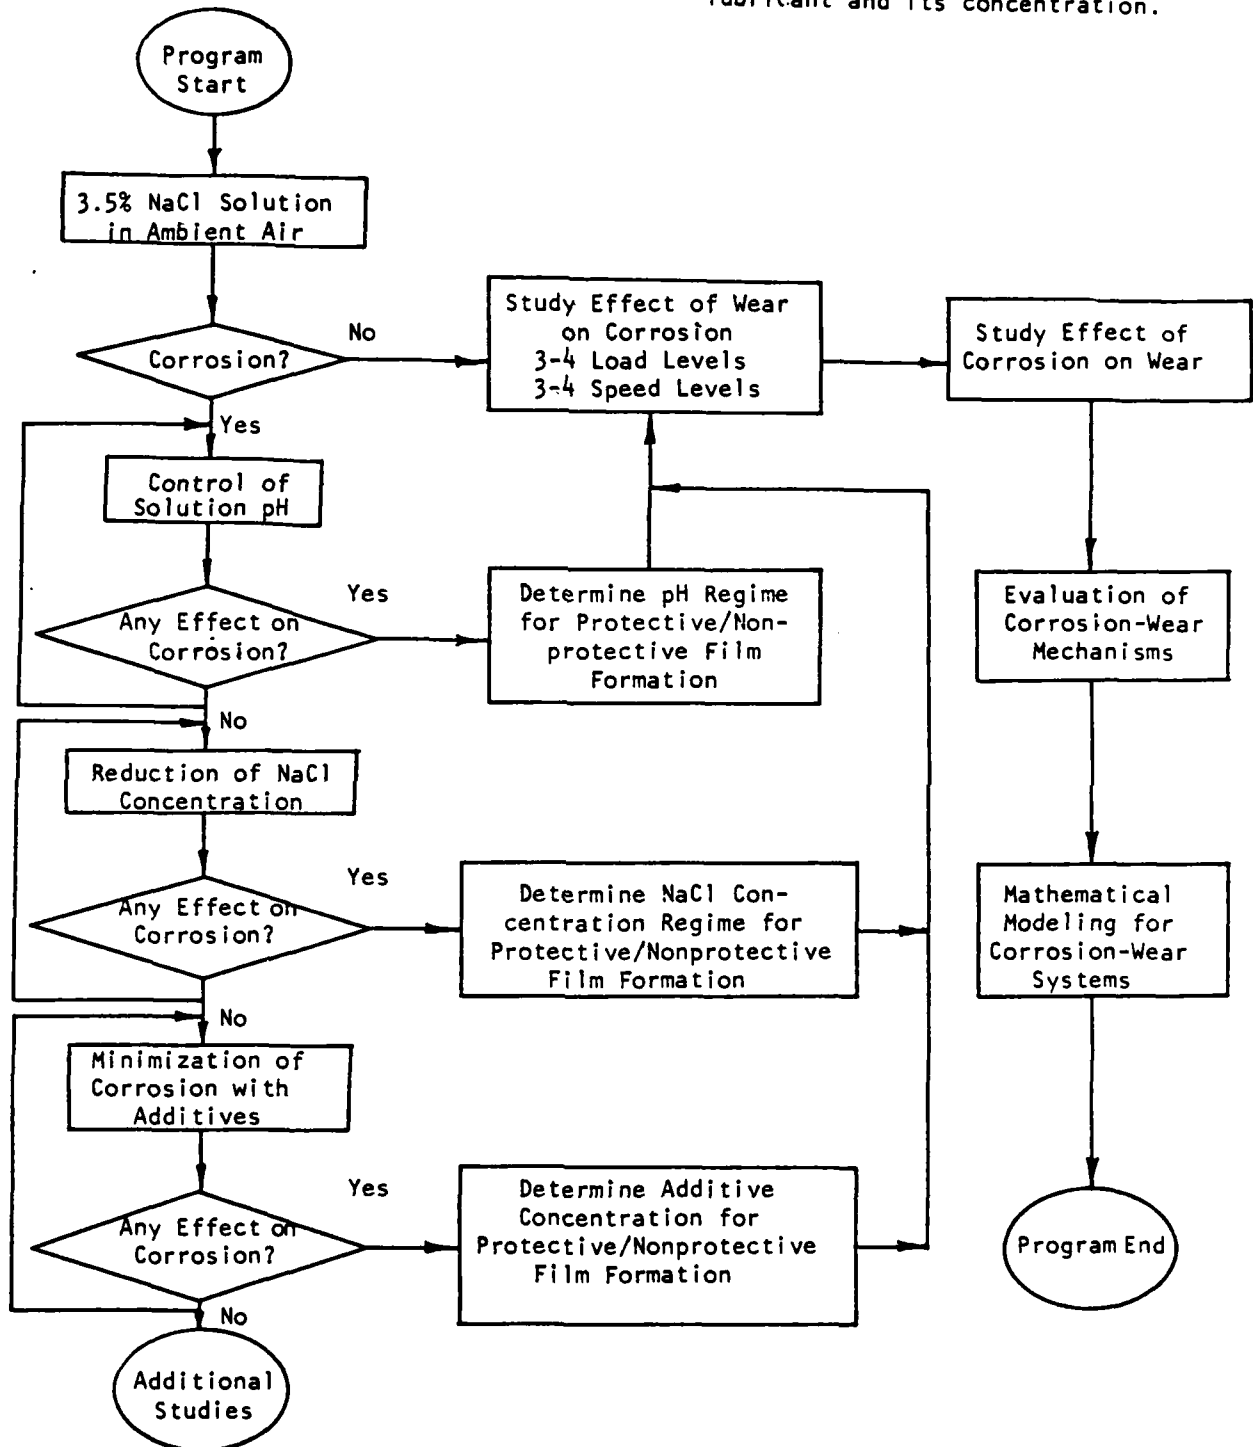 lubricant and its concentration.
Program
Start
3.5% NaCl Solution
in Ambient Air
Corrosion?
No
Yes
Study Effect of Wear
on Corrosion
3-4 Load Levels
3-4 Speed Levels
Study Effect of
Corrosion on Wear
Control of
Solution pH
Any Effect on
Corrosion?
Yes
No
Determine pH Regime
for Protective/Non-
protective Film
Formation
Evaluation of
Corrosion-Wear
Mechanisms
Reduction of NaCl
Concentration
Any Effect on
Corrosion?
Yes
No
Determine NaCl Con-
centration Regime for
Protective/Nonprotective
Film Formation
Mathematical
Modeling for
Corrosion-Wear
Systems
Minimization of
Corrosion with
Additives
Any Effect on
Corrosion?
Yes
No
Determine Additive
Concentration for
Protective/Nonprotective
Film Formation
Program End
Additional
Studies